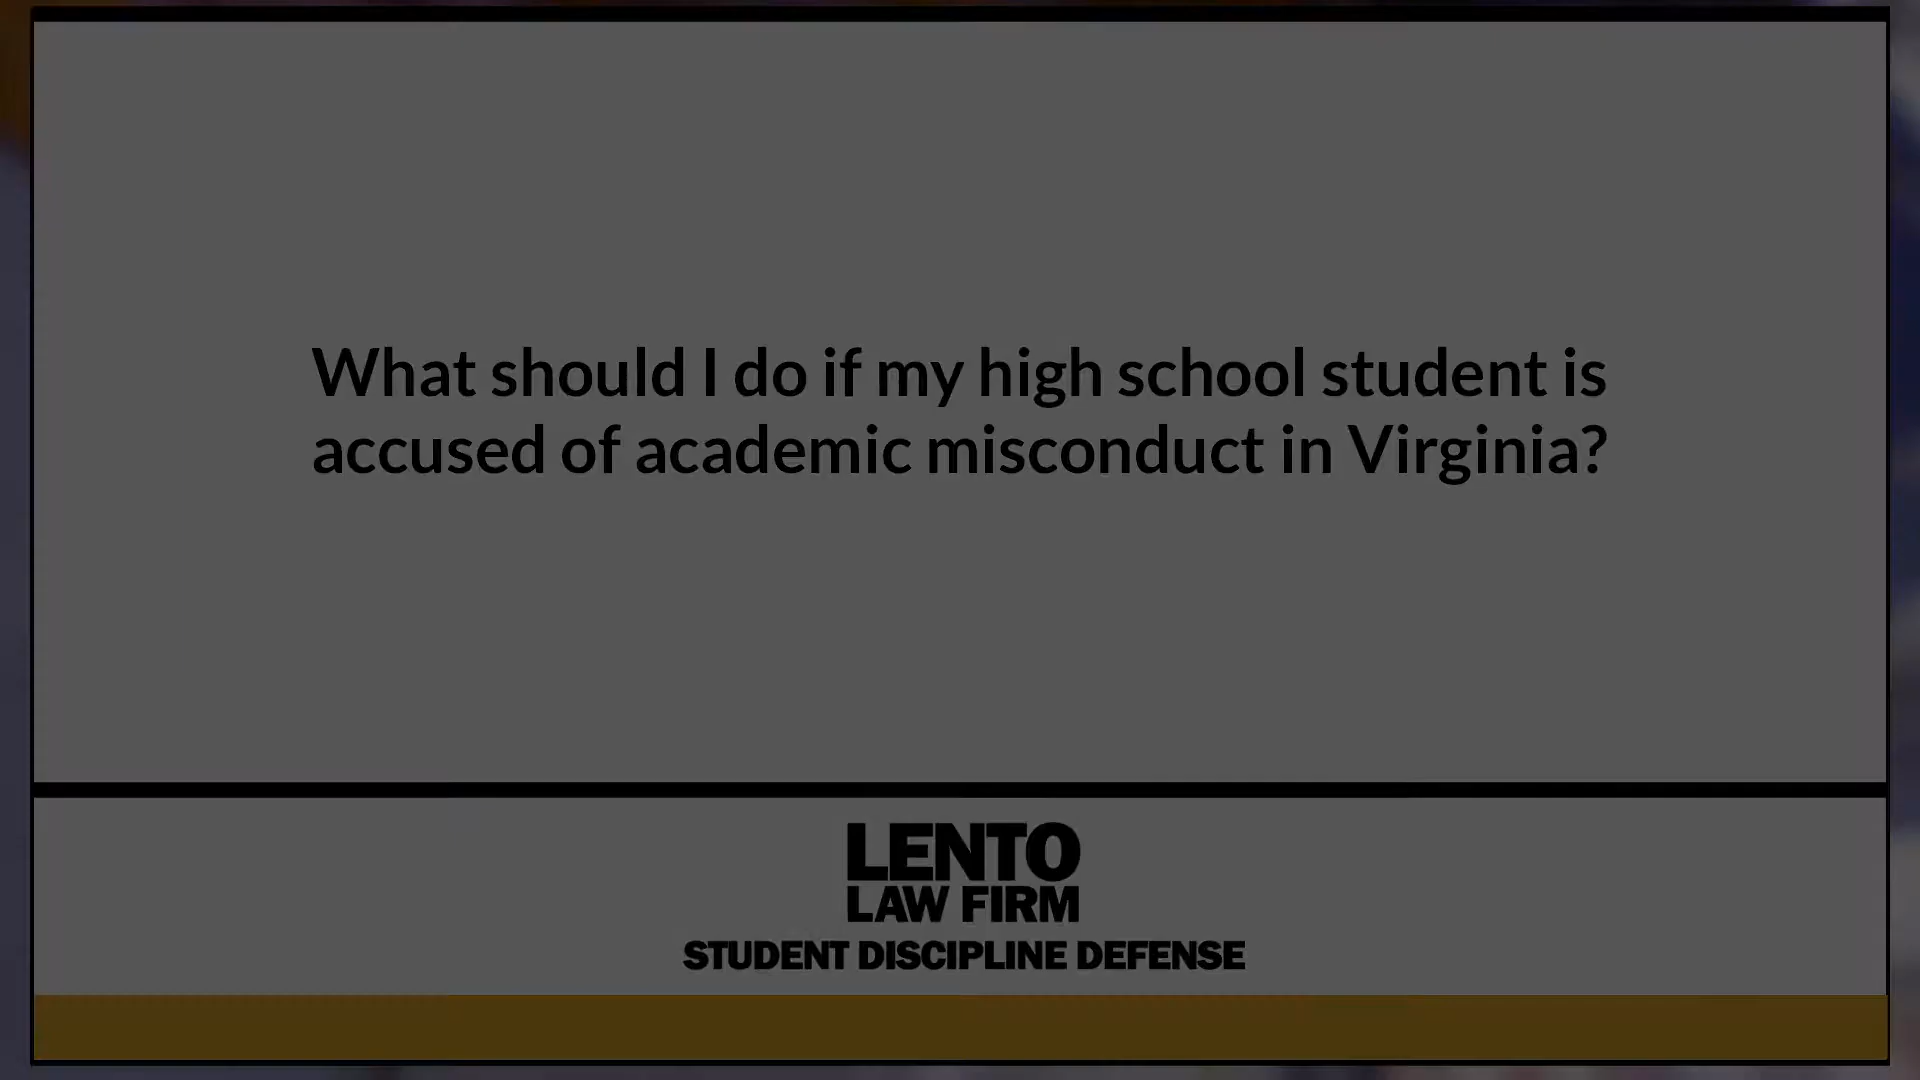 What should I do if my high school student is
accused of academic misconduct in Virginia?
LENTO
LAW FIRM
STUDENT DISCIPLINE DEFENSE